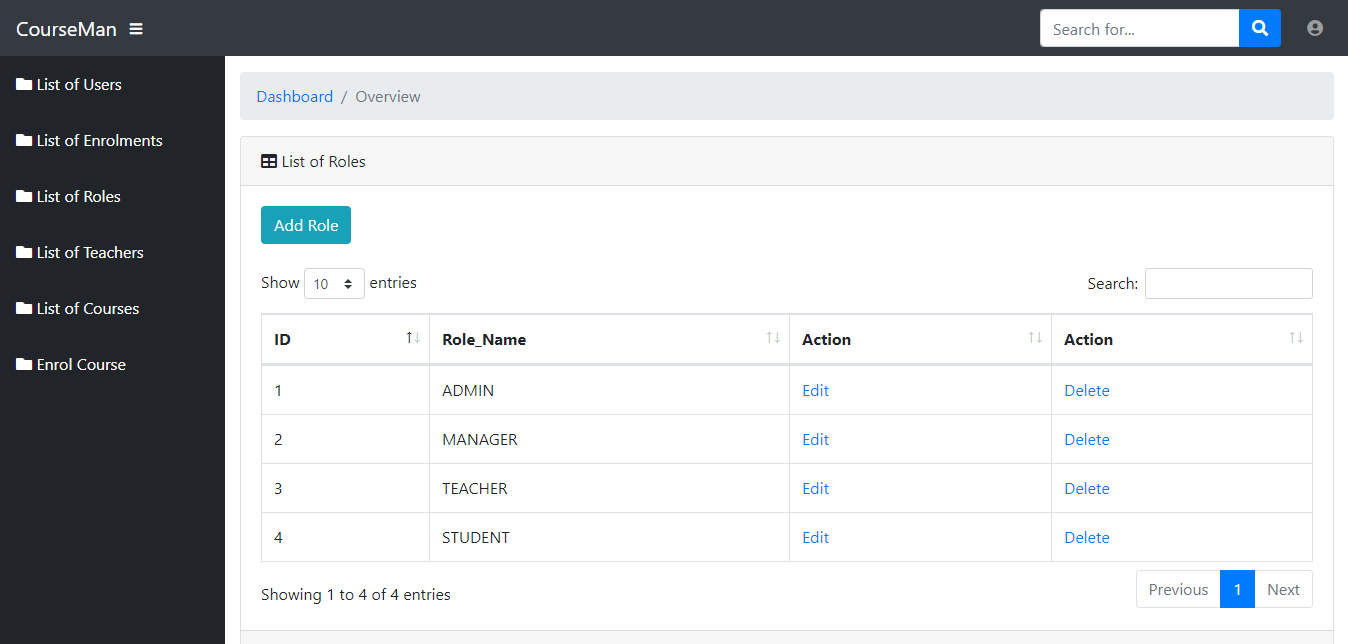 CourseMan
Search for...
List of Users
List of Enrolments
List of Roles
List of Teachers
List of Courses
Enrol Course
Dashboard / Overview
List of Roles
Add Role
Show 10 entries
Search:
ID Role_Name Action Action
1 ADMIN Edit Delete
2 MANAGER Edit Delete
3 TEACHER Edit Delete
4 STUDENT Edit Delete
Showing 1 to 4 of 4 entries
Previous 1 Next